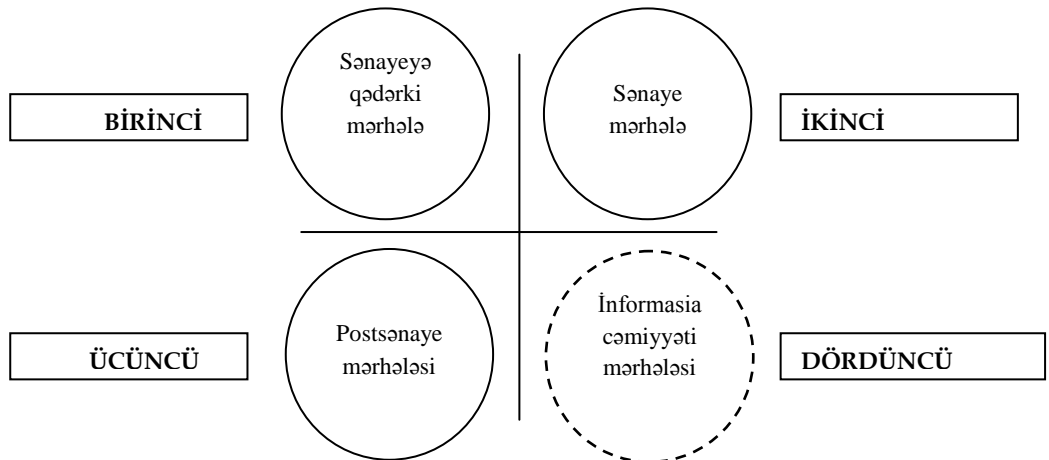 BİRİNCİ
Sənayeyə
qədərki
mərhələ
Sənaye
mərhələ
İKİNCİ
ÜCÜNCÜ
Postsənaye
mərhələsi
İnformasia
cəmiyyəti
mərhələsi
DÖRDÜNCÜ